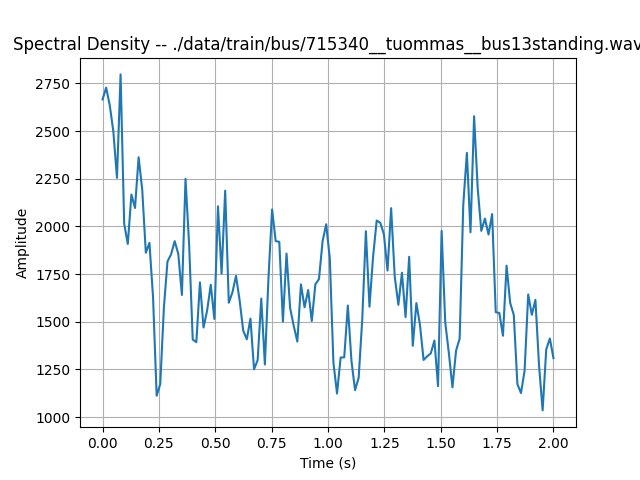 Spectral Density -- ./data/train/bus/715340__tuommas__bus13standing.wav
Amplitude
2750
2500
2250
2000
1750
1500
1250
1000
0.00 0.25 0.50 0.75 1.00 1.25 1.50 1.75 2.00
Time (s)